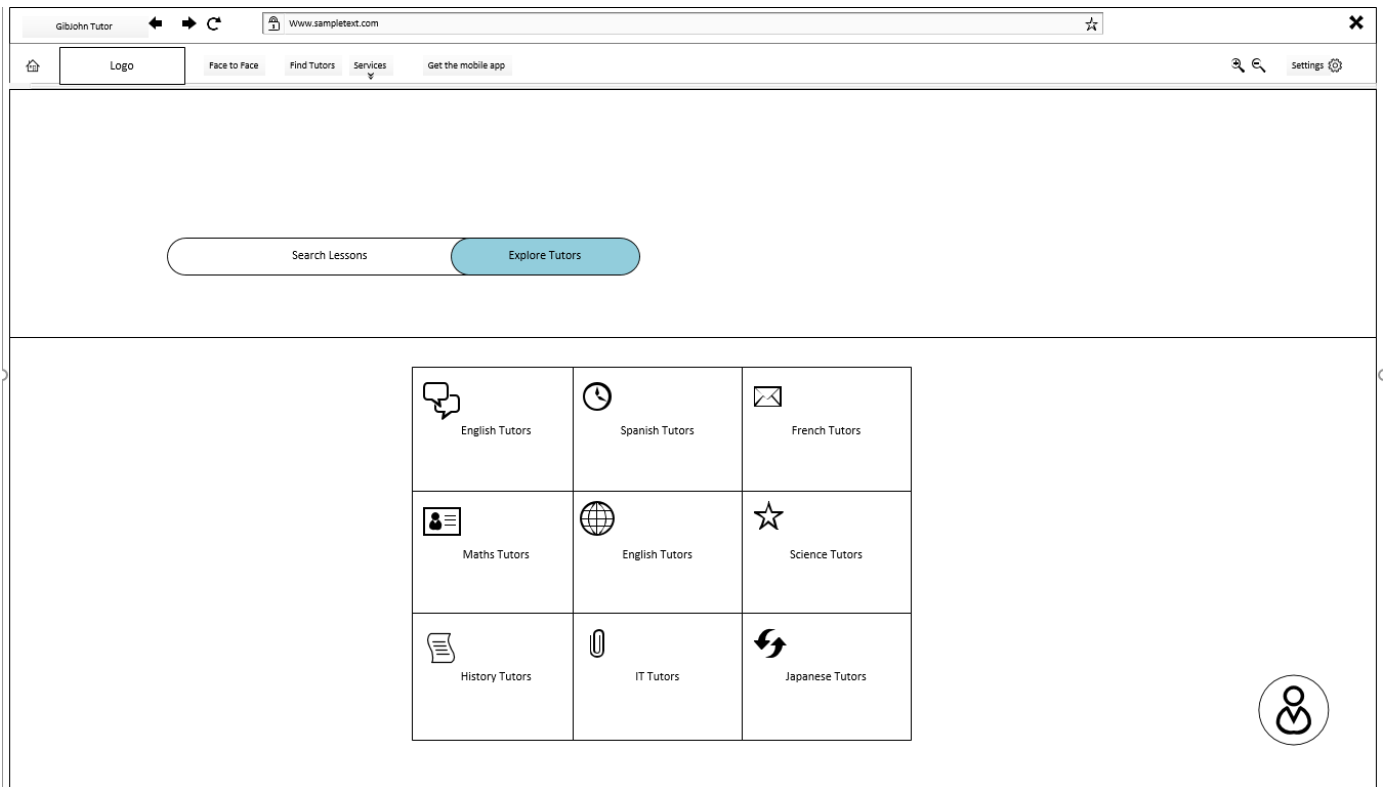 GibJohn Tutor
Www.sampletext.com
Logo
Face to Face
Find Tutors
Services
Get the mobile app
Settings
Search Lessons
Explore Tutors
English Tutors
Spanish Tutors
French Tutors
Maths Tutors
English Tutors
Science Tutors
History Tutors
IT Tutors
Japanese Tutors